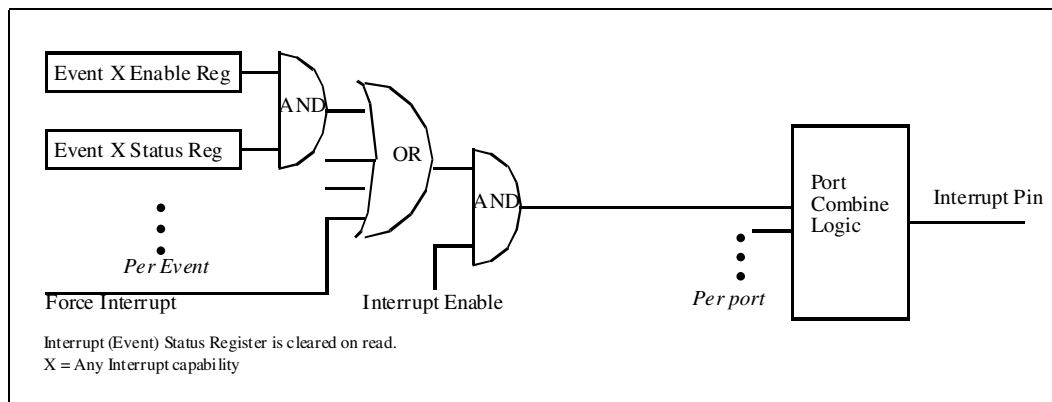 Event X Enable Reg
AND
OR
Event X Status Reg
AND
Port
Combine
Logic
Interrupt Pin
Per Event
Force Interrupt
Interrupt Enable
Per port
Interrupt (Event) Status Register is cleared on read.
X = Any Interrupt capability